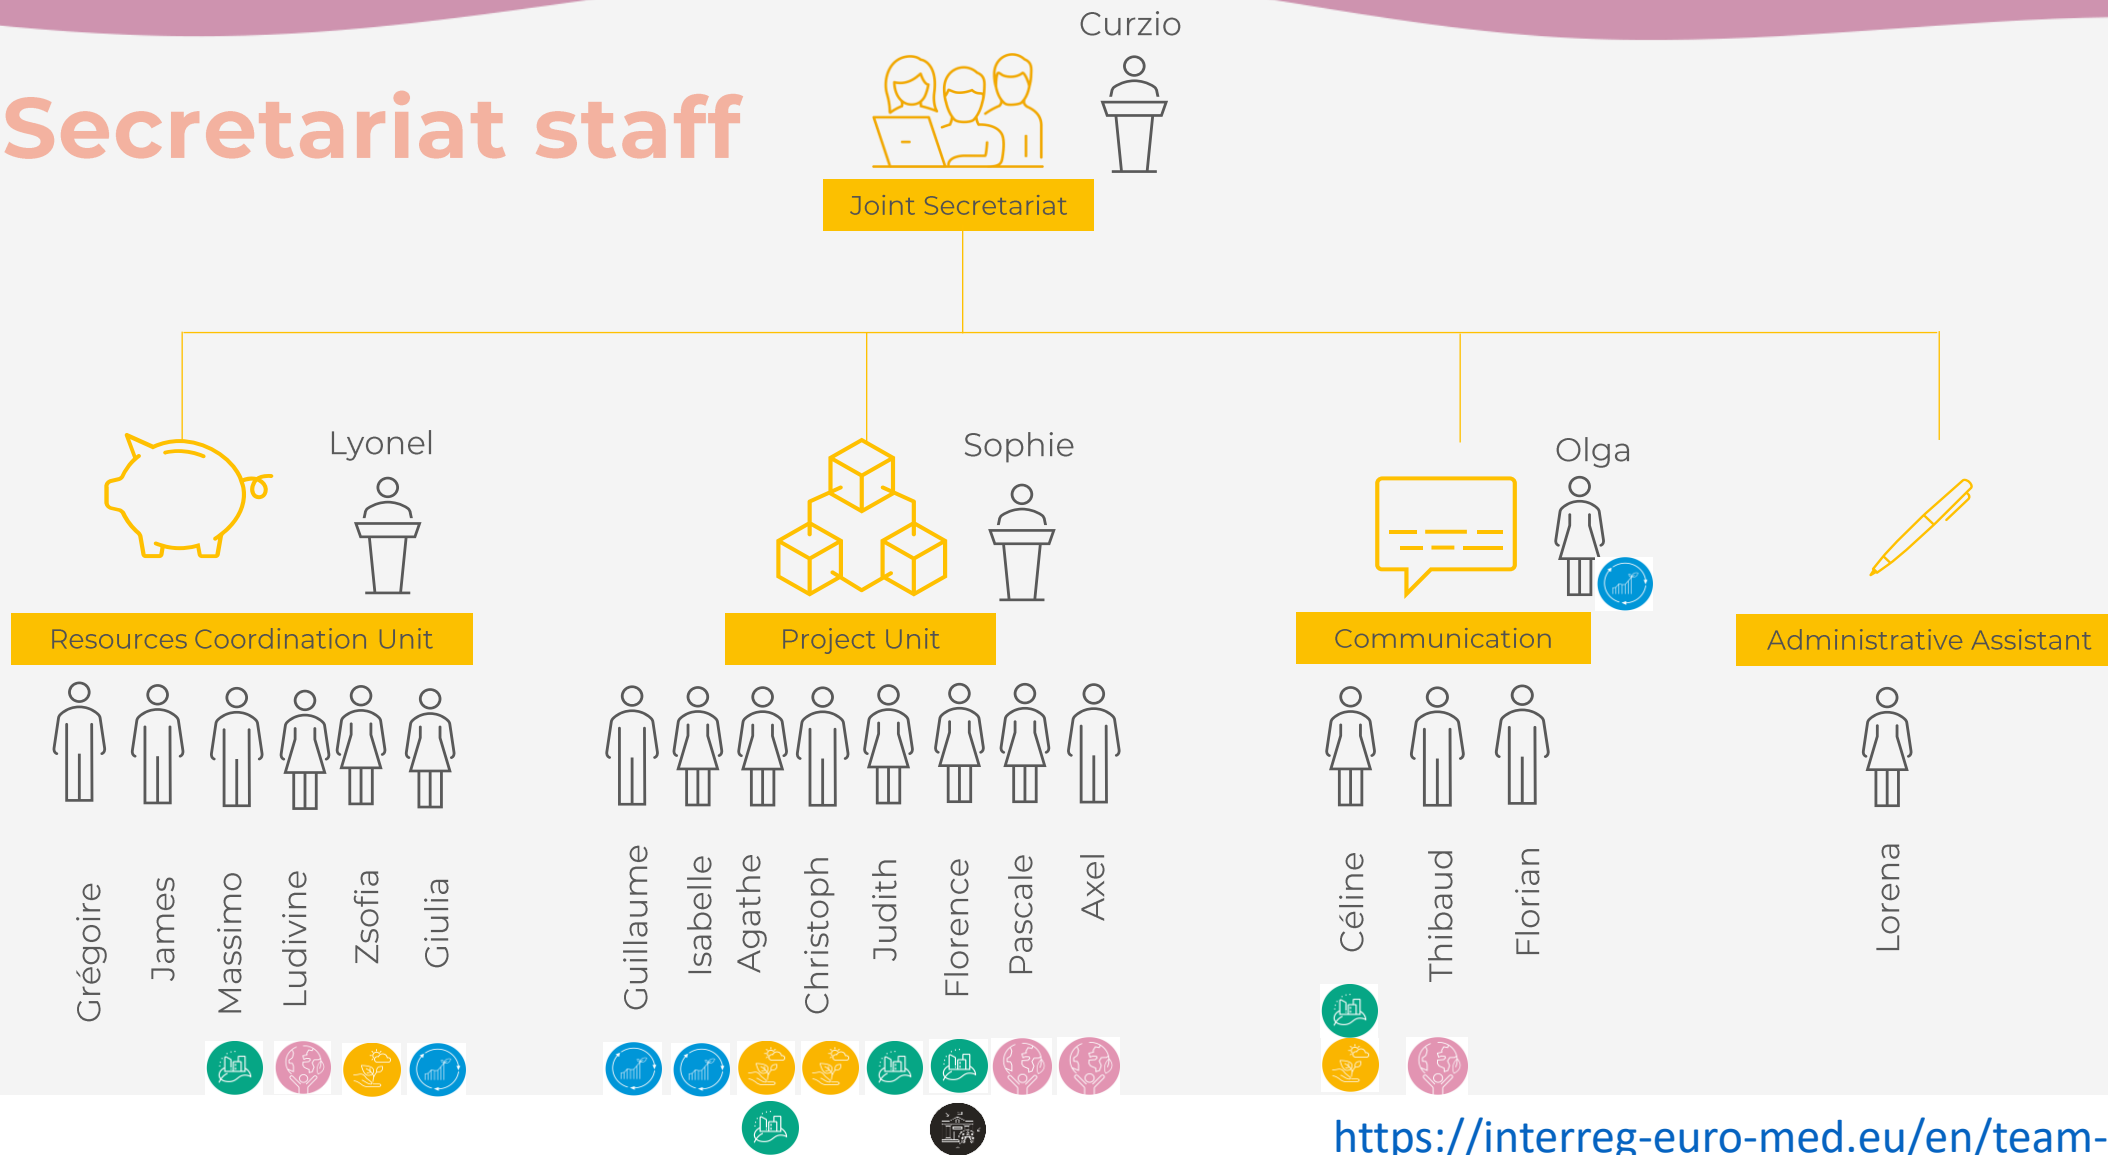 Curzio
Secretariat staff
Joint Secretariat
Lyonel
Sophie
Olga
Resources Coordination Unit
Project Unit
Communication
Administrative Assistant
Grégoire
James
Massimo
Ludivine
Zsofia
Giulia
Guillaume
Isabelle
Agathe
Christoph
Judith
Florence
Pascale
Axel
Céline
Thibaud
Florian
Lorena
https://interreg-euro-med.eu/en/team-